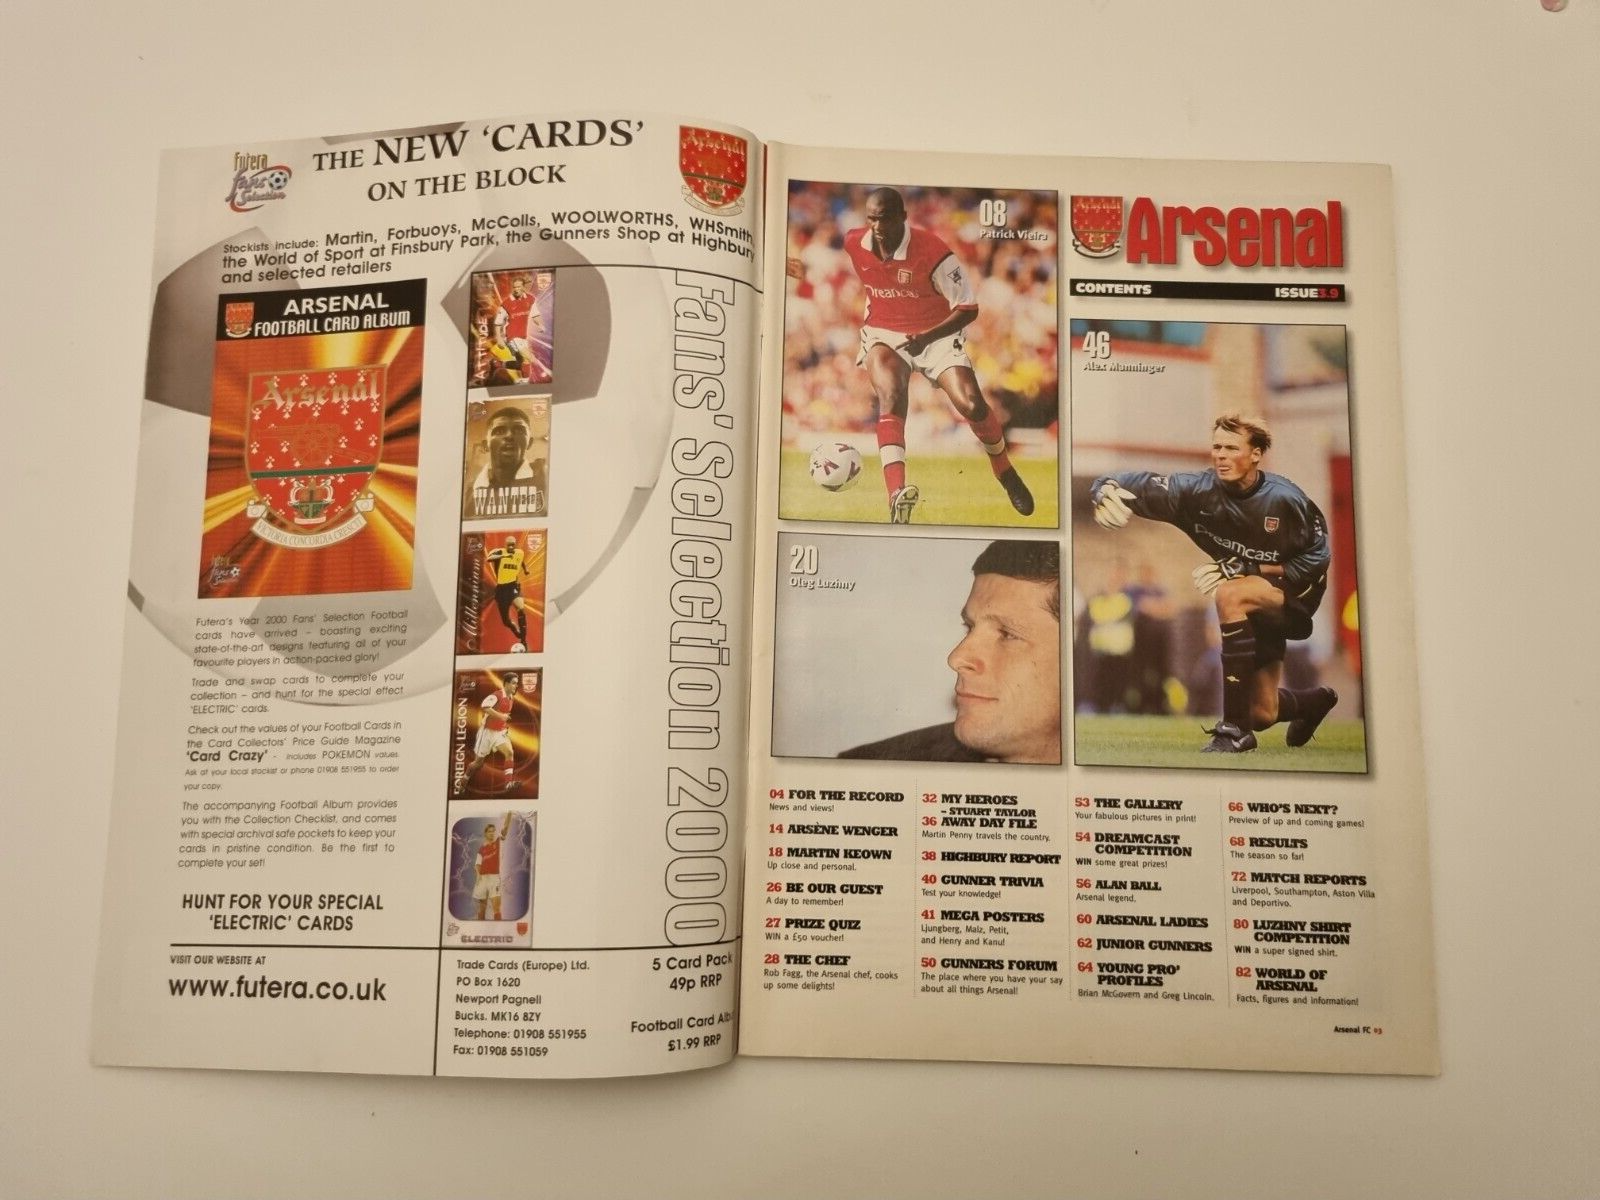 Futera
Fans
Selection
THE NEW 'CARDS'
ON THE BLOCK
Arsenal
Stockists include: Martin, Forbuoys, McColls, WOOLWORTHS, WHSmith,
the World of Sport at Finsbury Park, the Gunners Shop at Highbury
and selected retailers
ARSENAL
FOOTBALL CARD ALBUM
Arsenal
VICTORIA CONCORDIA CRESCIT
Futera's Year 2000 Fans' Selection Football
cards have arrived – boasting exciting
state-of-the-art designs featuring all of your
favourite players in action-packed glory!
Trade and swap cards to complete your
collection – and hunt for the special effect
'ELECTRIC' cards.
Check out the values of your Football Cards in
the Card Collectors' Price Guide Magazine
'Card Crazy' - includes POKEMON values.
Ask at your local stockist or phone 01908 551955 to order
your copy.
The accompanying Football Album provides
you with the Collection Checklist, and comes
with special archival safe pockets to keep your
cards in pristine condition. Be the first to
complete your set!
HUNT FOR YOUR SPECIAL
'ELECTRIC' CARDS
VISIT OUR WEBSITE AT
www.futera.co.uk
ATTITUDE
WANTED
Millennium
SEGA
FOREIGN LEGION
ELECTRIC
Fans' Selection 2000
Trade Cards (Europe) Ltd.
PO Box 1620
Newport Pagnell
Bucks. MK16 8ZY
Telephone: 01908 551955
Fax: 01908 551059
5 Card Pack
49p RRP
Football Card Alb
£1.99 RRP
08
Patrick Vieira
Dreamcast
20
Oleg Luzhny
Arsenal
Arsenal
CONTENTS
ISSUE3.9
46
Alex Manninger
Dreamcast
04 FOR THE RECORD
News and views!
14 ARSÈNE WENGER
18 MARTIN KEOWN
Up close and personal.
26 BE OUR GUEST
A day to remember!
27 PRIZE QUIZ
WIN a £50 voucher!
28 THE CHEF
Rob Fagg, the Arsenal chef, cooks
up some delights!
32 MY HEROES
– STUART TAYLOR
36 AWAY DAY FILE
Martin Penny travels the country.
38 HIGHBURY REPORT
40 GUNNER TRIVIA
Test your knowledge!
41 MEGA POSTERS
Ljungberg, Malz, Petit,
and Henry and Kanu!
50 GUNNERS FORUM
The place where you have your say
about all things Arsenal!
53 THE GALLERY
Your fabulous pictures in print!
54 DREAMCAST
COMPETITION
WIN some great prizes!
56 ALAN BALL
Arsenal legend.
60 ARSENAL LADIES
62 JUNIOR GUNNERS
64 YOUNG PRO'
PROFILES
Brian McGovern and Greg Lincoln.
66 WHO'S NEXT?
Preview of up and coming games!
68 RESULTS
The season so far!
72 MATCH REPORTS
Liverpool, Southampton, Aston Villa
and Deportivo.
80 LUZHNY SHIRT
COMPETITION
WIN a super signed shirt.
82 WORLD OF
ARSENAL
Facts, figures and information!
Arsenal FC 03